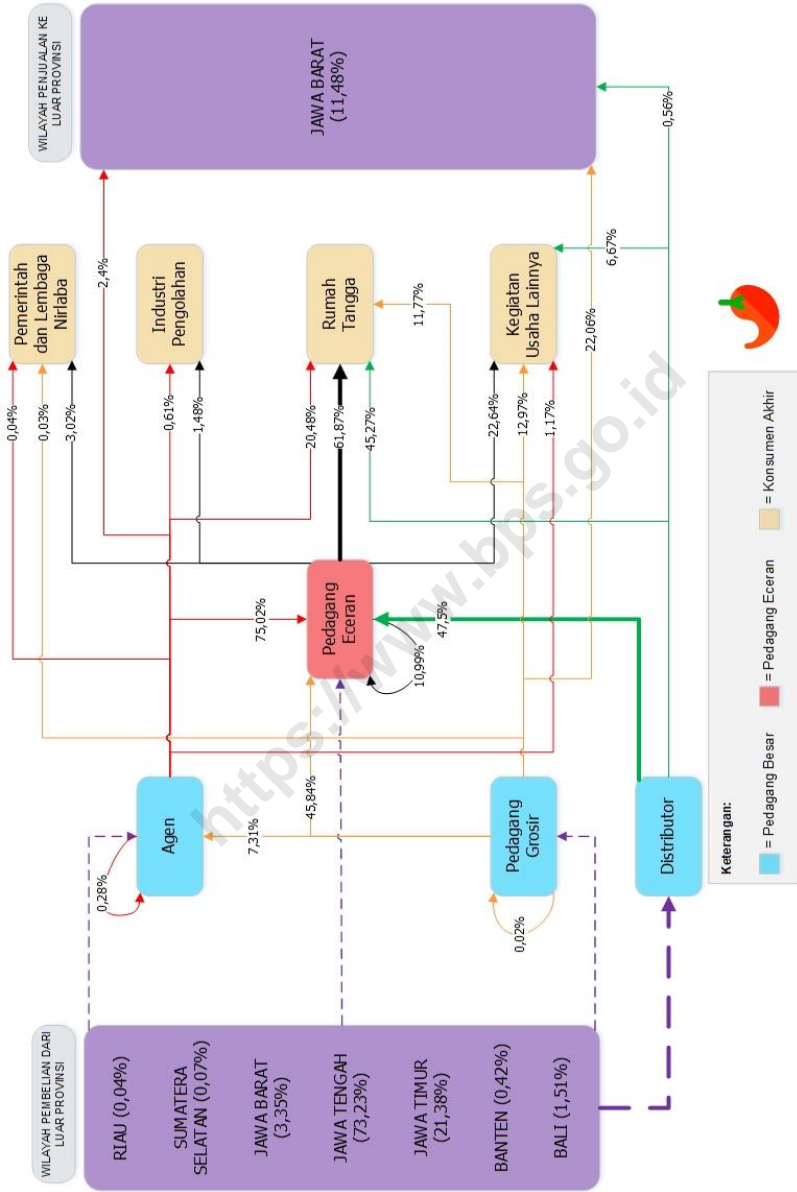 WILAYAH PEMBELIAN DARI
LUAR PROVINSI
RIAU (0,04%)
SUMATERA
SELATAN (0,07%)
JAWA BARAT
(3,35%)
JAWA TENGAH
(73,23%)
JAWA TIMUR
(21,38%)
BANTEN (0,42%)
BALI (1,51%)
0,28%
Agen
7,31%
45,84%
0,02%
Pedagang
Grosir
Distributor
75,02%
Pedagang
Eceran
10,99%
47,5%
0,04%
0,03%
3,02%
0,61%
1,48%
20,48%
61,87%
45,27%
11,77%
22,64%
12,97%
1,17%
2,4%
22,06%
6,67%
0,56%
Pemerintah
dan Lembaga
Nirlaba
Industri
Pengolahan
Rumah
Tangga
Kegiatan
Usaha Lainnya
WILAYAH PENJUALAN KE
LUAR PROVINSI
JAWA BARAT
(11,48%)
Keterangan:
= Pedagang Besar
= Pedagang Eceran
= Konsumen Akhir
https://www.bps.go.id